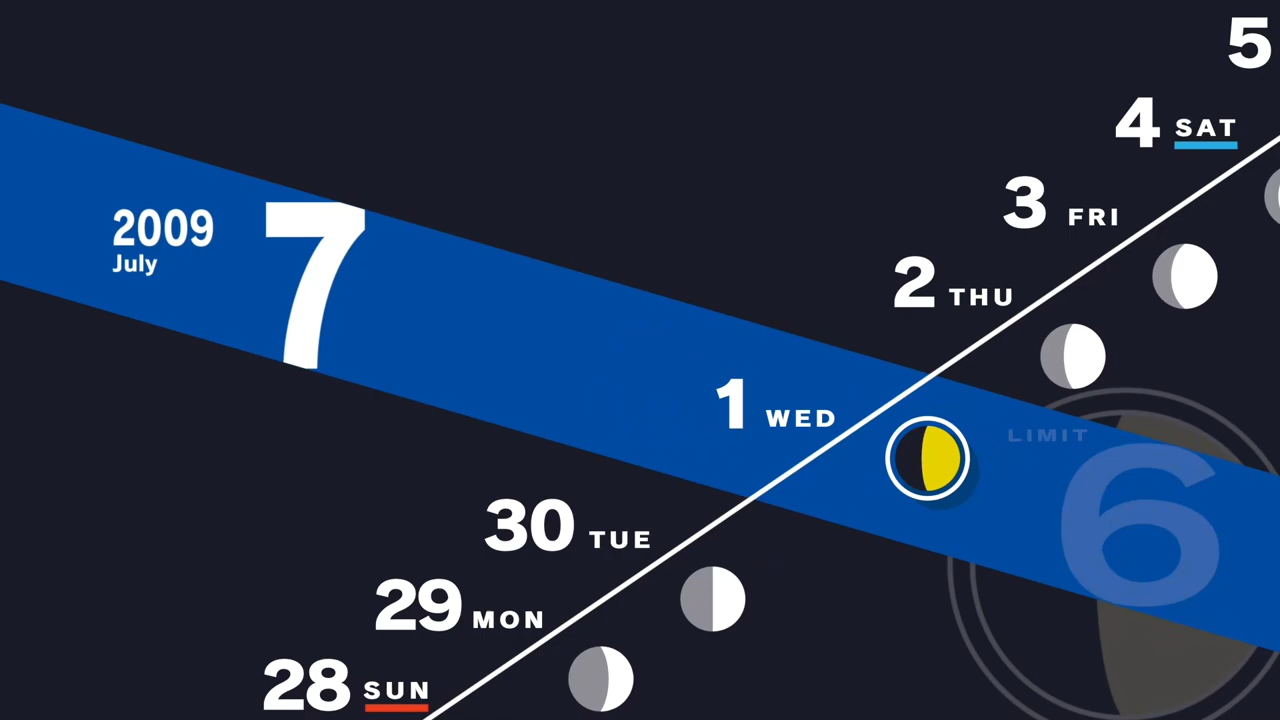 5
4 SAT
3 FRI
2 THU
2009
July
7
1 WED
LIMIT
6
30 TUE
29 MON
28 SUN